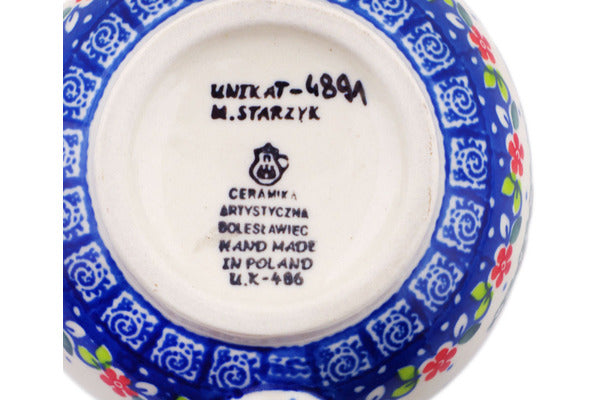 UNIKAT-4891
M.STARZYK
CERAMIKA
ARTYSTYCZNA
BOLESŁAWIEC
HAND MADE
IN POLAND
U.K-486